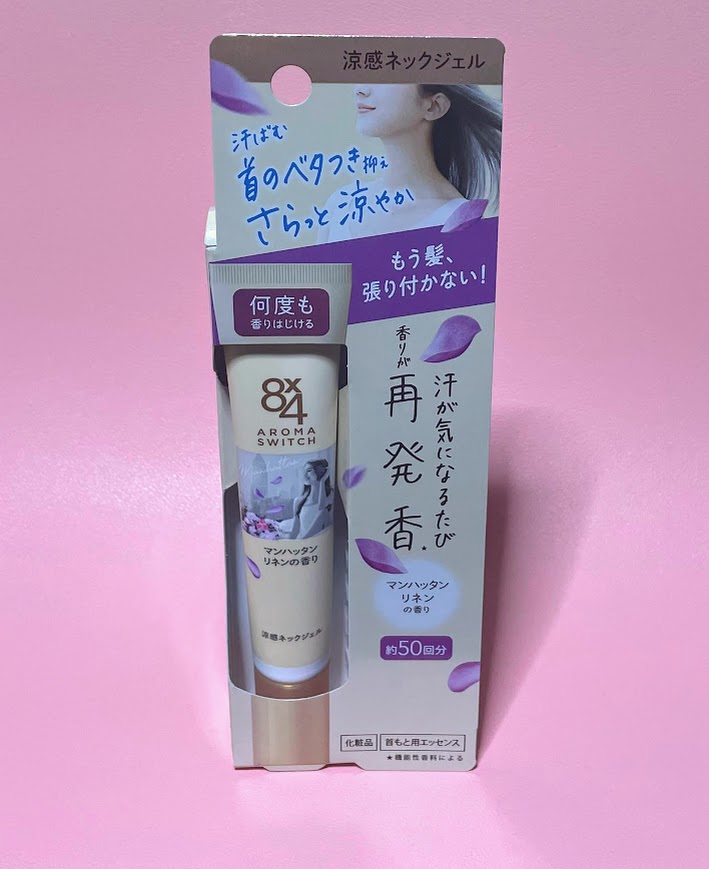 涼感ネックジェル
汗ばむ
首のベタつき抑え
さらっと涼やか
もう髪、
張り付かない!
何度も
香りはじける
8x4
AROMA
SWITCH
Manhattan
マンハッタン
リネンの香り
涼感ネックジェル
汗が気になるたび
香りが
再発香★
マンハッタン
リネン
の香り
約50回分
化粧品
首もと用エッセンス
★機能性香料による